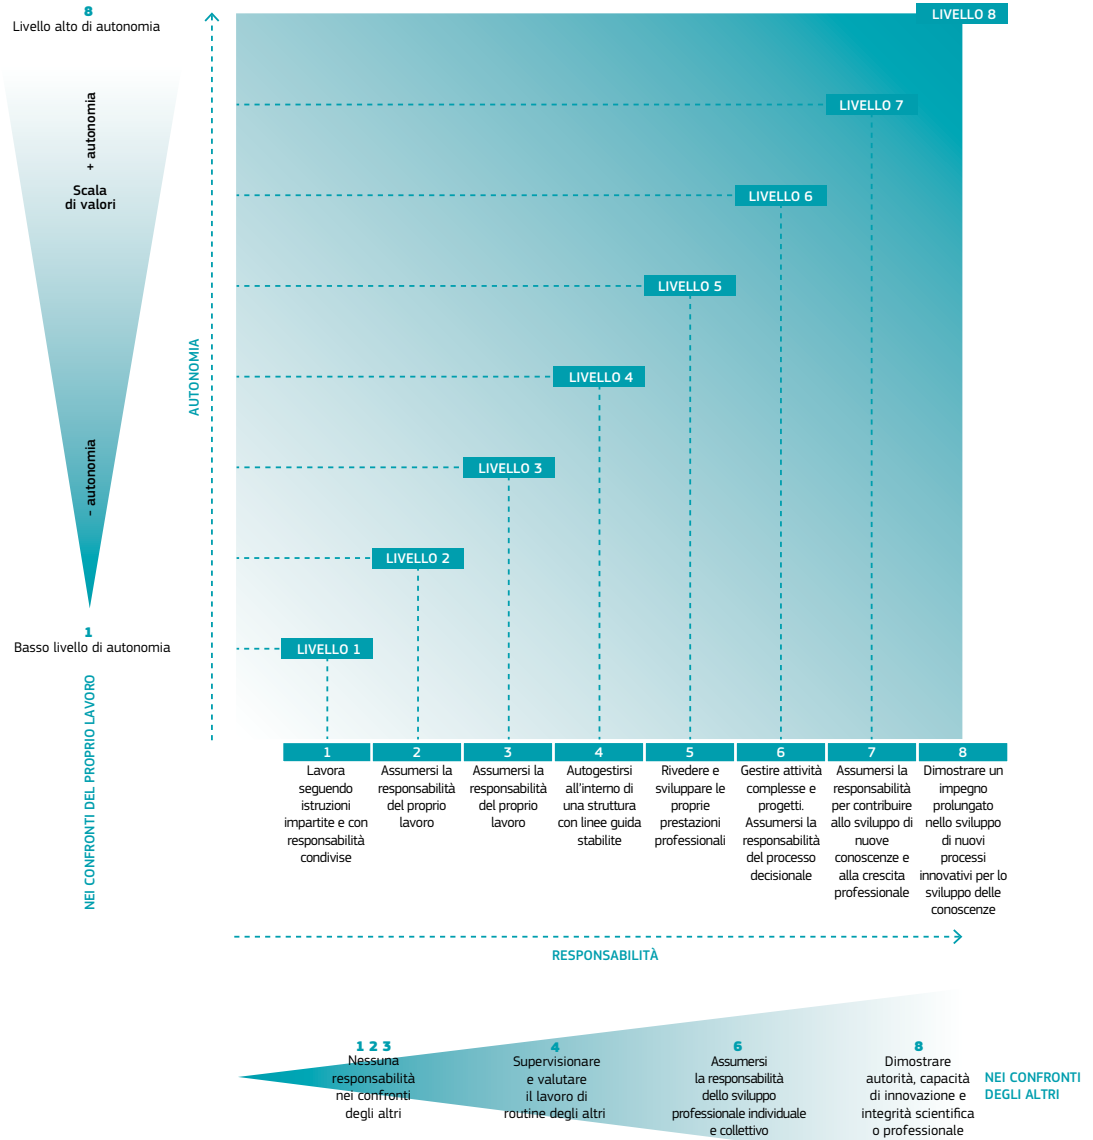 8
Livello alto di autonomia
+ autonomia
Scala
di valori
- autonomia
1
Basso livello di autonomia
NEI CONFRONTI DEL PROPRIO LAVORO
AUTONOMIA
LIVELLO 8
LIVELLO 7
LIVELLO 6
LIVELLO 5
LIVELLO 4
LIVELLO 3
LIVELLO 2
LIVELLO 1
1
Lavora
seguendo
istruzioni
impartite e con
responsabilità
condivise
2
Assumersi la
responsabilità
del proprio
lavoro
3
Assumersi la
responsabilità
del proprio
lavoro
4
Autogestirsi
all'interno di
una struttura
con linee guida
stabilite
5
Rivedere e
sviluppare le
proprie
prestazioni
professionali
6
Gestire attività
complesse e
progetti.
Assumersi la
responsabilità
del processo
decisionale
7
Assumersi la
responsabilità
per contribuire
allo sviluppo di
nuove
conoscenze e
alla crescita
professionale
8
Dimostrare un
impegno
prolungato
nello sviluppo
di nuovi
processi
innovativi per lo
sviluppo delle
conoscenze
RESPONSABILITÀ
1 2 3
Nessuna
responsabilità
nei confronti
degli altri
4
Supervisionare
e valutare
il lavoro di
routine degli altri
6
Assumersi
la responsabilità
dello sviluppo
professionale individuale
e collettivo
8
Dimostrare
autorità, capacità
di innovazione e
integrità scientifica
o professionale
NEI CONFRONTI
DEGLI ALTRI